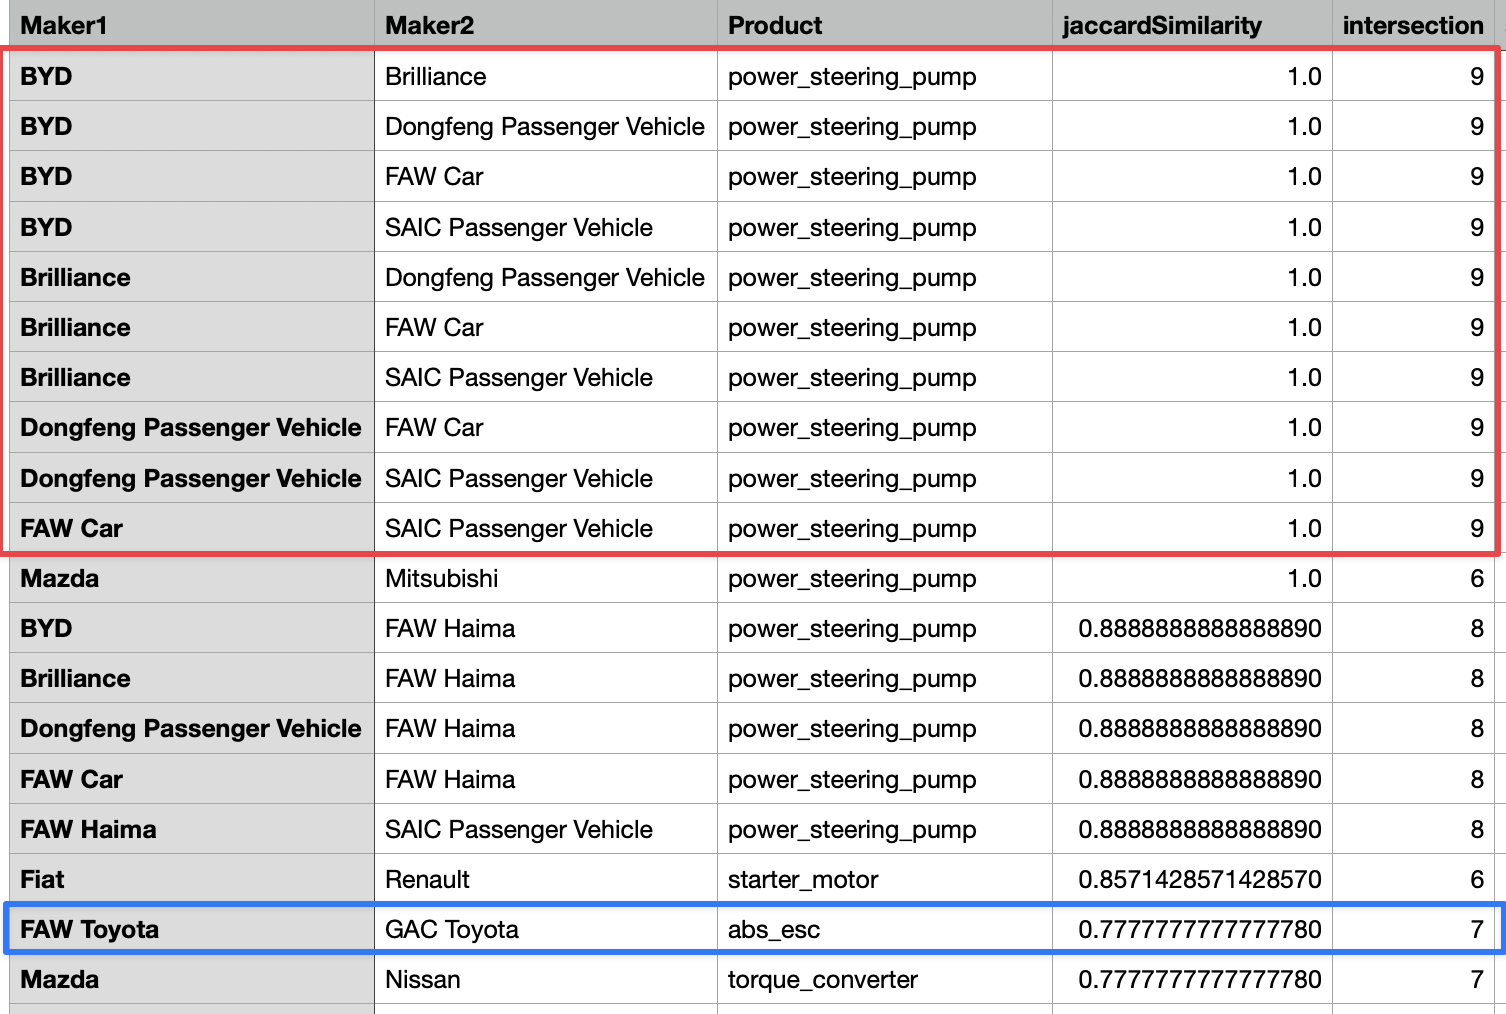 Maker1 Maker2 Product jaccardSimilarity intersection
BYD Brilliance power_steering_pump 1.0 9
BYD Dongfeng Passenger Vehicle power_steering_pump 1.0 9
BYD FAW Car power_steering_pump 1.0 9
BYD SAIC Passenger Vehicle power_steering_pump 1.0 9
Brilliance Dongfeng Passenger Vehicle power_steering_pump 1.0 9
Brilliance FAW Car power_steering_pump 1.0 9
Brilliance SAIC Passenger Vehicle power_steering_pump 1.0 9
Dongfeng Passenger Vehicle FAW Car power_steering_pump 1.0 9
Dongfeng Passenger Vehicle SAIC Passenger Vehicle power_steering_pump 1.0 9
FAW Car SAIC Passenger Vehicle power_steering_pump 1.0 9
Mazda Mitsubishi power_steering_pump 1.0 6
BYD FAW Haima power_steering_pump 0.8888888888888890 8
Brilliance FAW Haima power_steering_pump 0.8888888888888890 8
Dongfeng Passenger Vehicle FAW Haima power_steering_pump 0.8888888888888890 8
FAW Car FAW Haima power_steering_pump 0.8888888888888890 8
FAW Haima SAIC Passenger Vehicle power_steering_pump 0.8888888888888890 8
Fiat Renault starter_motor 0.8571428571428570 6
FAW Toyota GAC Toyota abs_esc 0.7777777777777780 7
Mazda Nissan torque_converter 0.7777777777777780 7